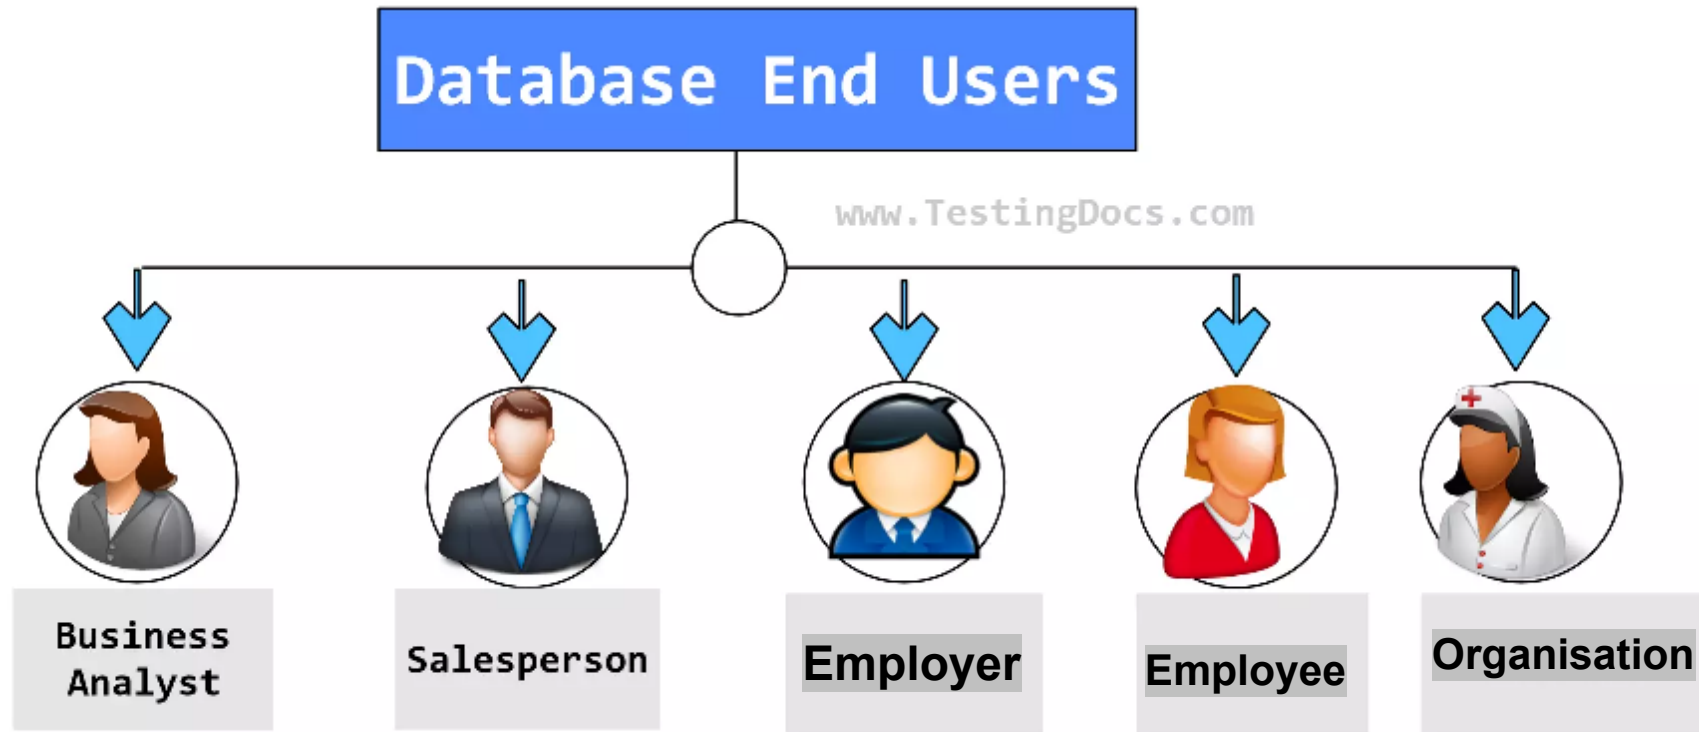 Database End Users
www.TestingDocs.com
Business
Analyst
Salesperson
Employer
Employee
Organisation